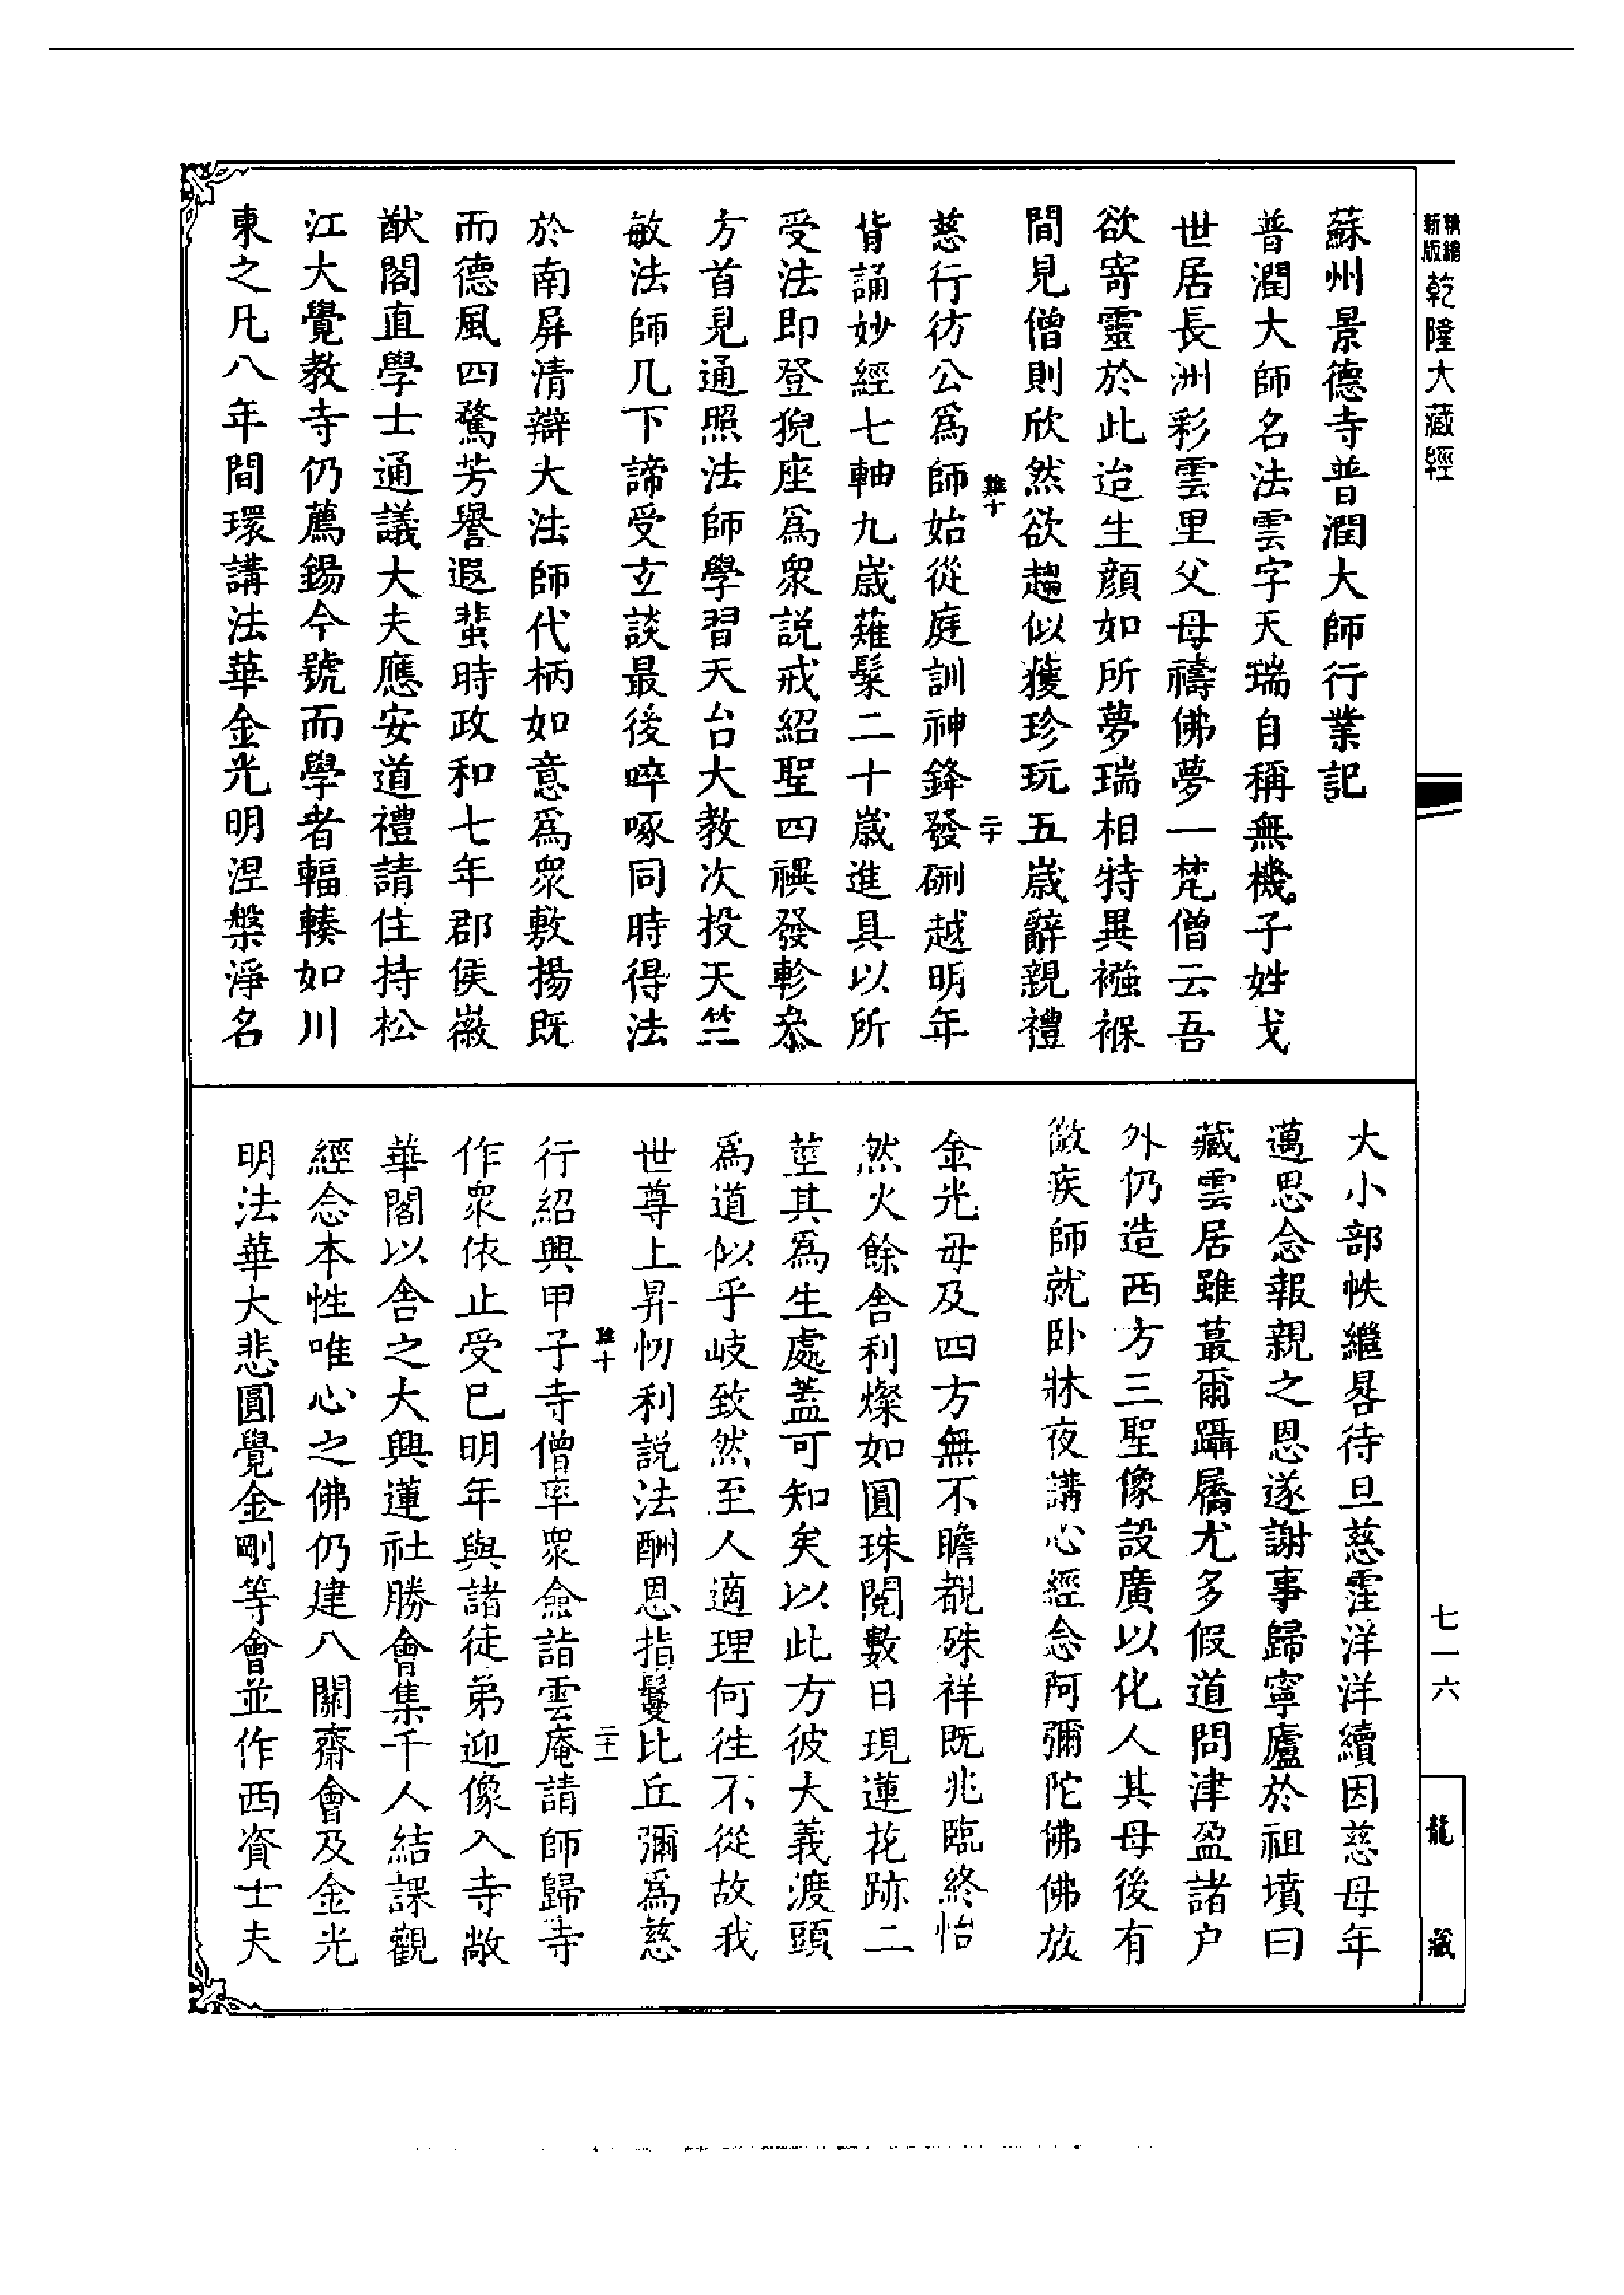 精縮
新版
乾隆大藏經
蘇州景德寺普潤大師行業記
普潤大師名法雲字天瑞自稱無機子姓戈
世居長洲彩雲里父母禱佛夢一梵僧云吾
欲寄靈於此迨生顏如所夢瑞相特異襁褓
間見僧則欣然欲趨似獲珍玩五歲辭親禮
慈行彷公爲師始從庭訓神鋒發硎越明年
背誦妙經七軸九歲薙髮二十歲進具以所
受法即登猊座爲衆説戒紹聖四禩發軫叅
方首見通照法師學習天台大教次投天竺
敏法師几下諦受玄談最後啐啄同時得法
於南屏清辯大法師代柄如意爲衆敷揚既
而德風四騖芳譽遐蜚時政和七年郡侯徽
猷閣直學士通議大夫應安道禮請住持松
江大覺教寺仍薦錫今號而學者輻輳如川
東之凡八年間環講法華金光明涅槃淨名
大小部帙繼晷待旦慈霔洋洋續因慈母年
邁思念報親之恩遂謝事歸寧廬於祖墳曰
藏雲居雖蕞爾躡屩尤多假道問津盈諸户
外仍造西方三聖像設廣以化人其母後有
微疾師就卧牀夜講心經念阿彌陀佛佛放
金光母及四方無不瞻覩殊祥既兆臨終怡
然火餘舍利燦如圓珠閱數日現蓮花跡二
莖其爲生處蓋可知矣以此方彼大義渡頭
爲道似乎岐致然至人適理何往不從故我
世尊上昇忉利説法酬恩指鬘比丘彌爲慈
行紹興甲子寺僧率衆僉詣雲庵請師歸寺
作衆依止受已明年與諸徒弟迎像入寺敞
華閣以舍之大興蓮社勝會集千人結課觀
經念本性唯心之佛仍建八關齋會及金光
明法華大悲圓覺金剛等會並作西資士夫
雞十
二十
雞十
二十一
七一六
龍藏